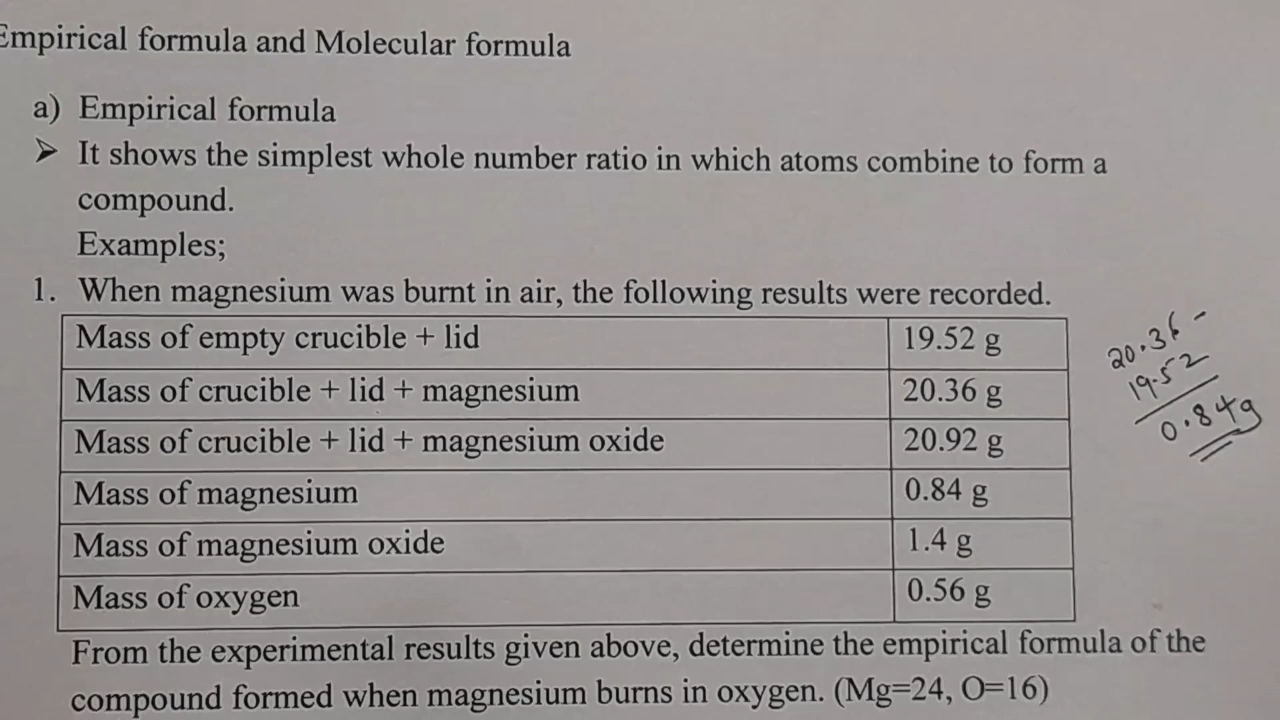 Empirical formula and Molecular formula
a) Empirical formula
➤ It shows the simplest whole number ratio in which atoms combine to form a
compound.
Examples;
1. When magnesium was burnt in air, the following results were recorded.
Mass of empty crucible + lid 19.52 g
Mass of crucible + lid + magnesium 20.36 g
Mass of crucible + lid + magnesium oxide 20.92 g
Mass of magnesium 0.84 g
Mass of magnesium oxide 1.4 g
Mass of oxygen 0.56 g
20.36 -
19.52
0.84g
From the experimental results given above, determine the empirical formula of the
compound formed when magnesium burns in oxygen. (Mg=24, O=16)